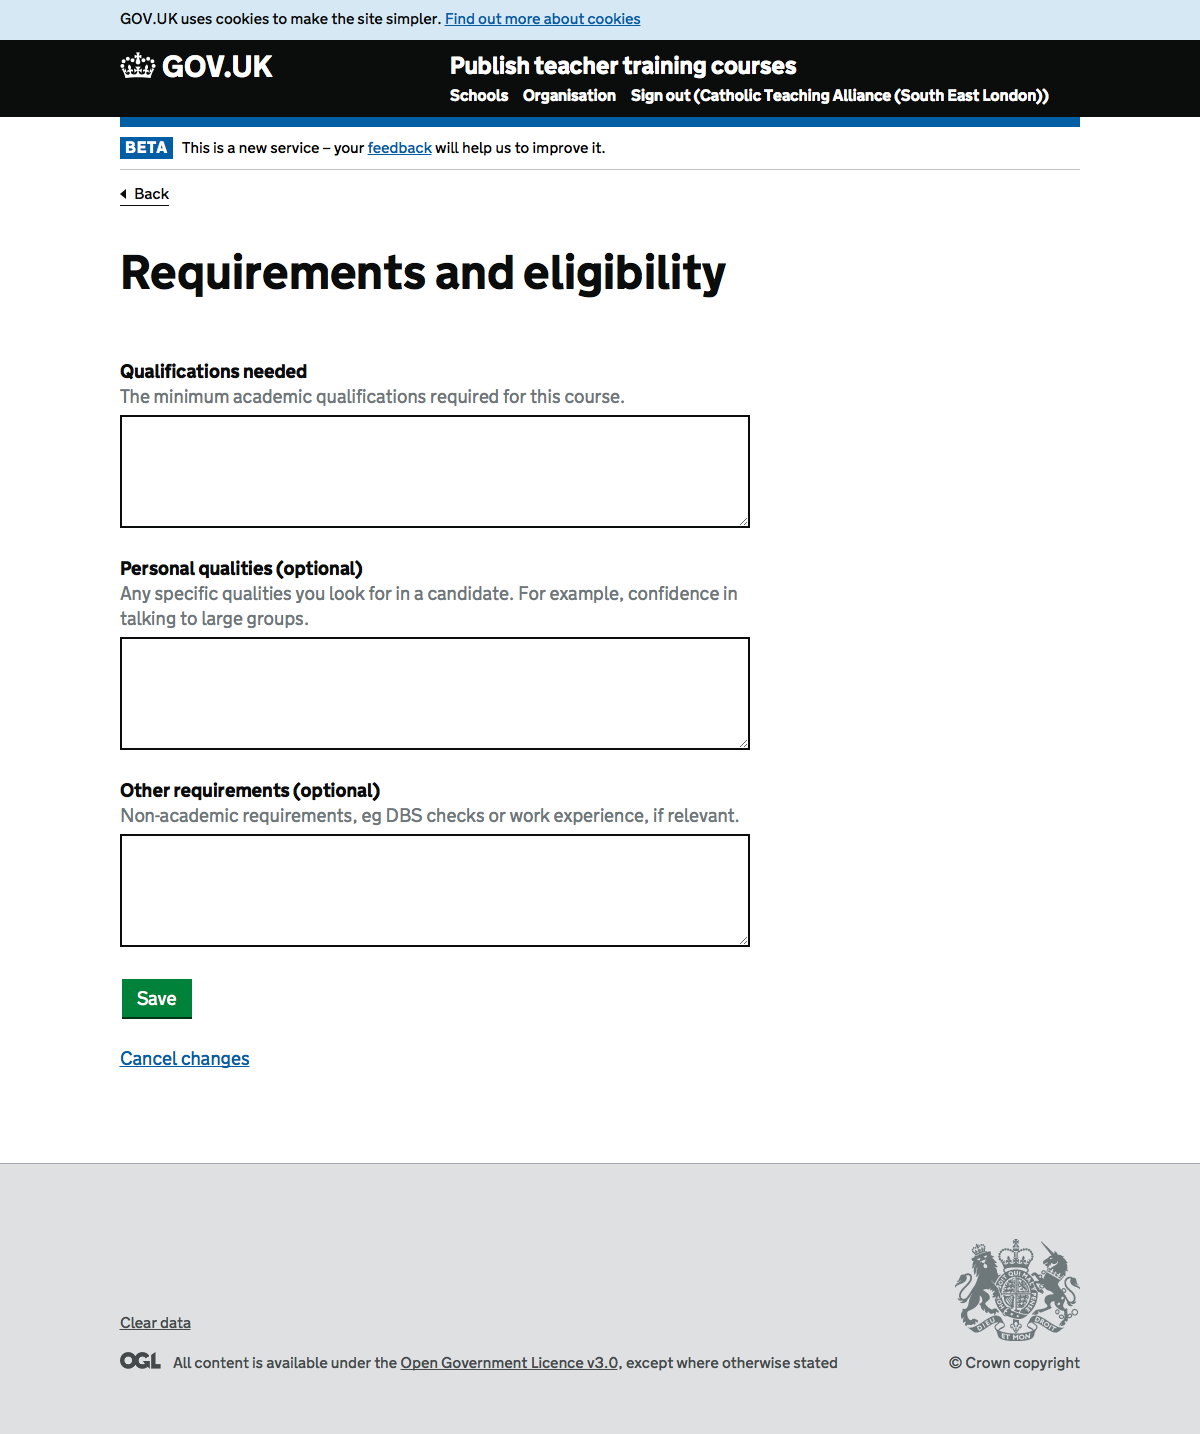 GOV.UK uses cookies to make the site simpler. Find out more about cookies
GOV.UK
Publish teacher training courses
Schools Organisation Sign out (Catholic Teaching Alliance (South East London))
BETA This is a new service – your feedback will help us to improve it.
Back
Requirements and eligibility
Qualifications needed
The minimum academic qualifications required for this course.
Personal qualities (optional)
Any specific qualities you look for in a candidate. For example, confidence in
talking to large groups.
Other requirements (optional)
Non-academic requirements, eg DBS checks or work experience, if relevant.
Save
Cancel changes
DIEU ET MON DROIT
Clear data
OGL All content is available under the Open Government Licence v3.0, except where otherwise stated
© Crown copyright